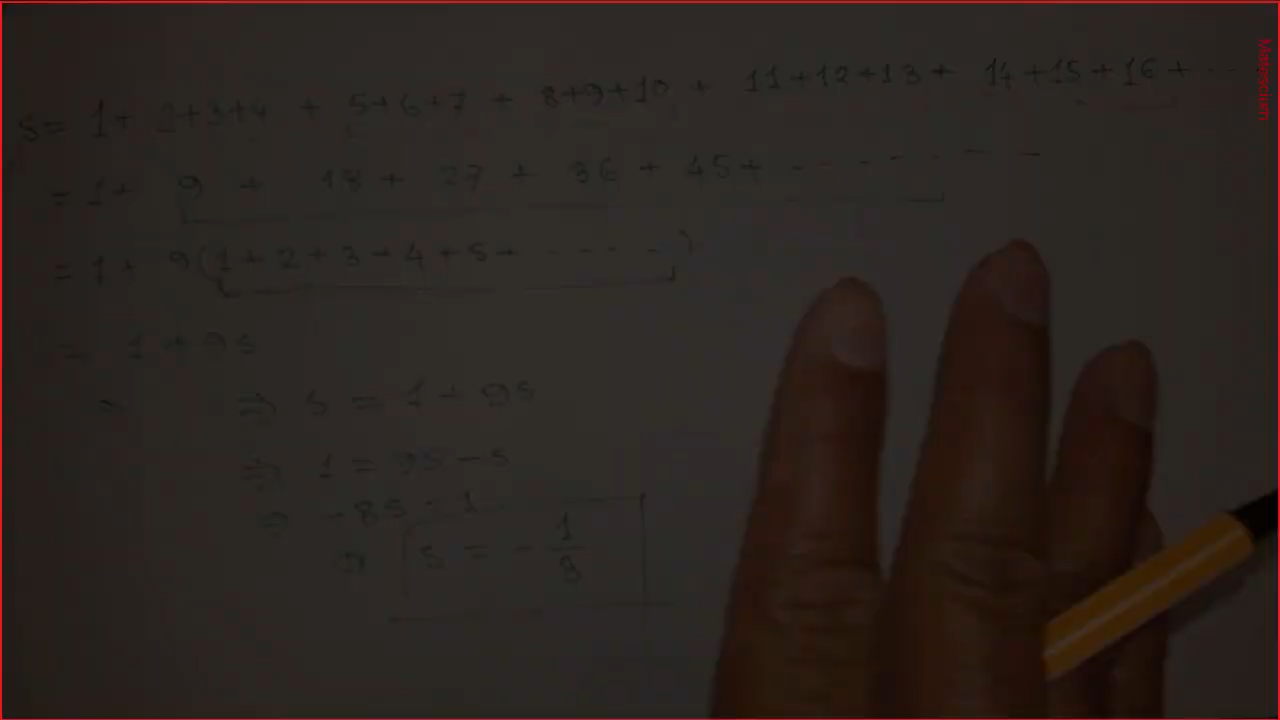 S = 1 + 2+3+4 + 5+6+7 + 8+9+10 + 11+12+13 + 14+15+16 + ...
= 1 + 9 + 18 + 27 + 36 + 45 + - - - - - - - -
= 1 + 9 (1 + 2 + 3 + 4 + 5 + - - - - )
= 1 + 9s
⇒ s = 1 + 9s
⇒ 1 = 9s - s
⇒ -8s = 1
⇒ s = - 1/8